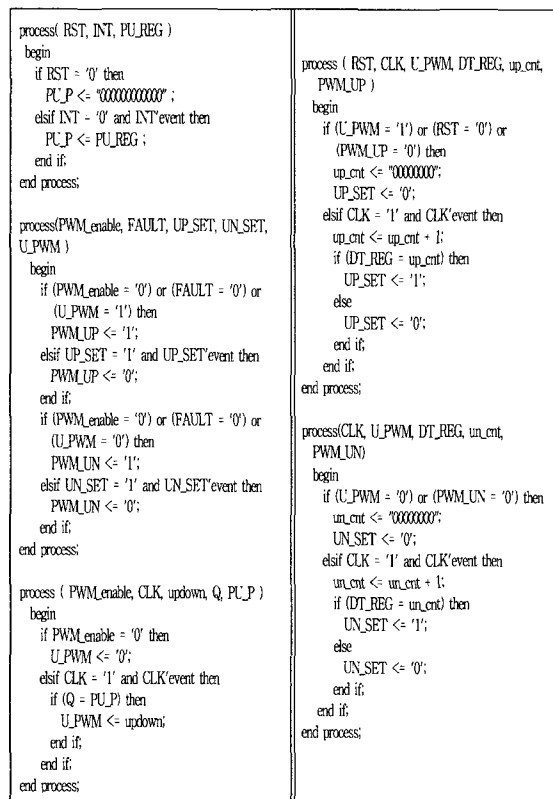 process( RST, INT, PU_REG )
begin
if RST = '0' then
PU_P <= "000000000000" ;
elsif INT = '0' and INT'event then
PU_P <= PU_REG ;
end if;
end process;
process(PWM_enable, FAULT, UP_SET, UN_SET,
U_PWM )
begin
if (PWM_enable = '0') or (FAULT = '0') or
(U_PWM = '1') then
PWM_UP <= '1';
elsif UP_SET = '1' and UP_SET'event then
PWM_UP <= '0';
end if;
if (PWM_enable = '0') or (FAULT = '0') or
(U_PWM = '0') then
PWM_UN <= '1';
elsif UN_SET = '1' and UN_SET'event then
PWM_UN <= '0';
end if;
end process;
process ( PWM_enable, CLK, updown, Q, PU_P )
begin
if PWM_enable = '0' then
U_PWM <= '0';
elsif CLK = '1' and CLK'event then
if (Q = PU_P) then
U_PWM <= updown;
end if;
end if;
end process;
process ( RST, CLK, U_PWM, DT_REG, up_cnt,
PWM_UP )
begin
if (U_PWM = '1') or (RST = '0') or
(PWM_UP = '0') then
up_cnt <= "00000000";
UP_SET <= '0';
elsif CLK = '1' and CLK'event then
up_cnt <= up_cnt + 1;
if (DT_REG = up_cnt) then
UP_SET <= '1';
else
UP_SET <= '0';
end if;
end if;
end process;
process(CLK, U_PWM, DT_REG, un_cnt,
PWM_UN)
begin
if (U_PWM = '0') or (PWM_UN = '0') then
un_cnt <= "00000000";
UN_SET <= '0';
elsif CLK = '1' and CLK'event then
un_cnt <= un_cnt + 1;
if (DT_REG = un_cnt) then
UN_SET <= '1';
else
UN_SET <= '0';
end if;
end if;
end process;